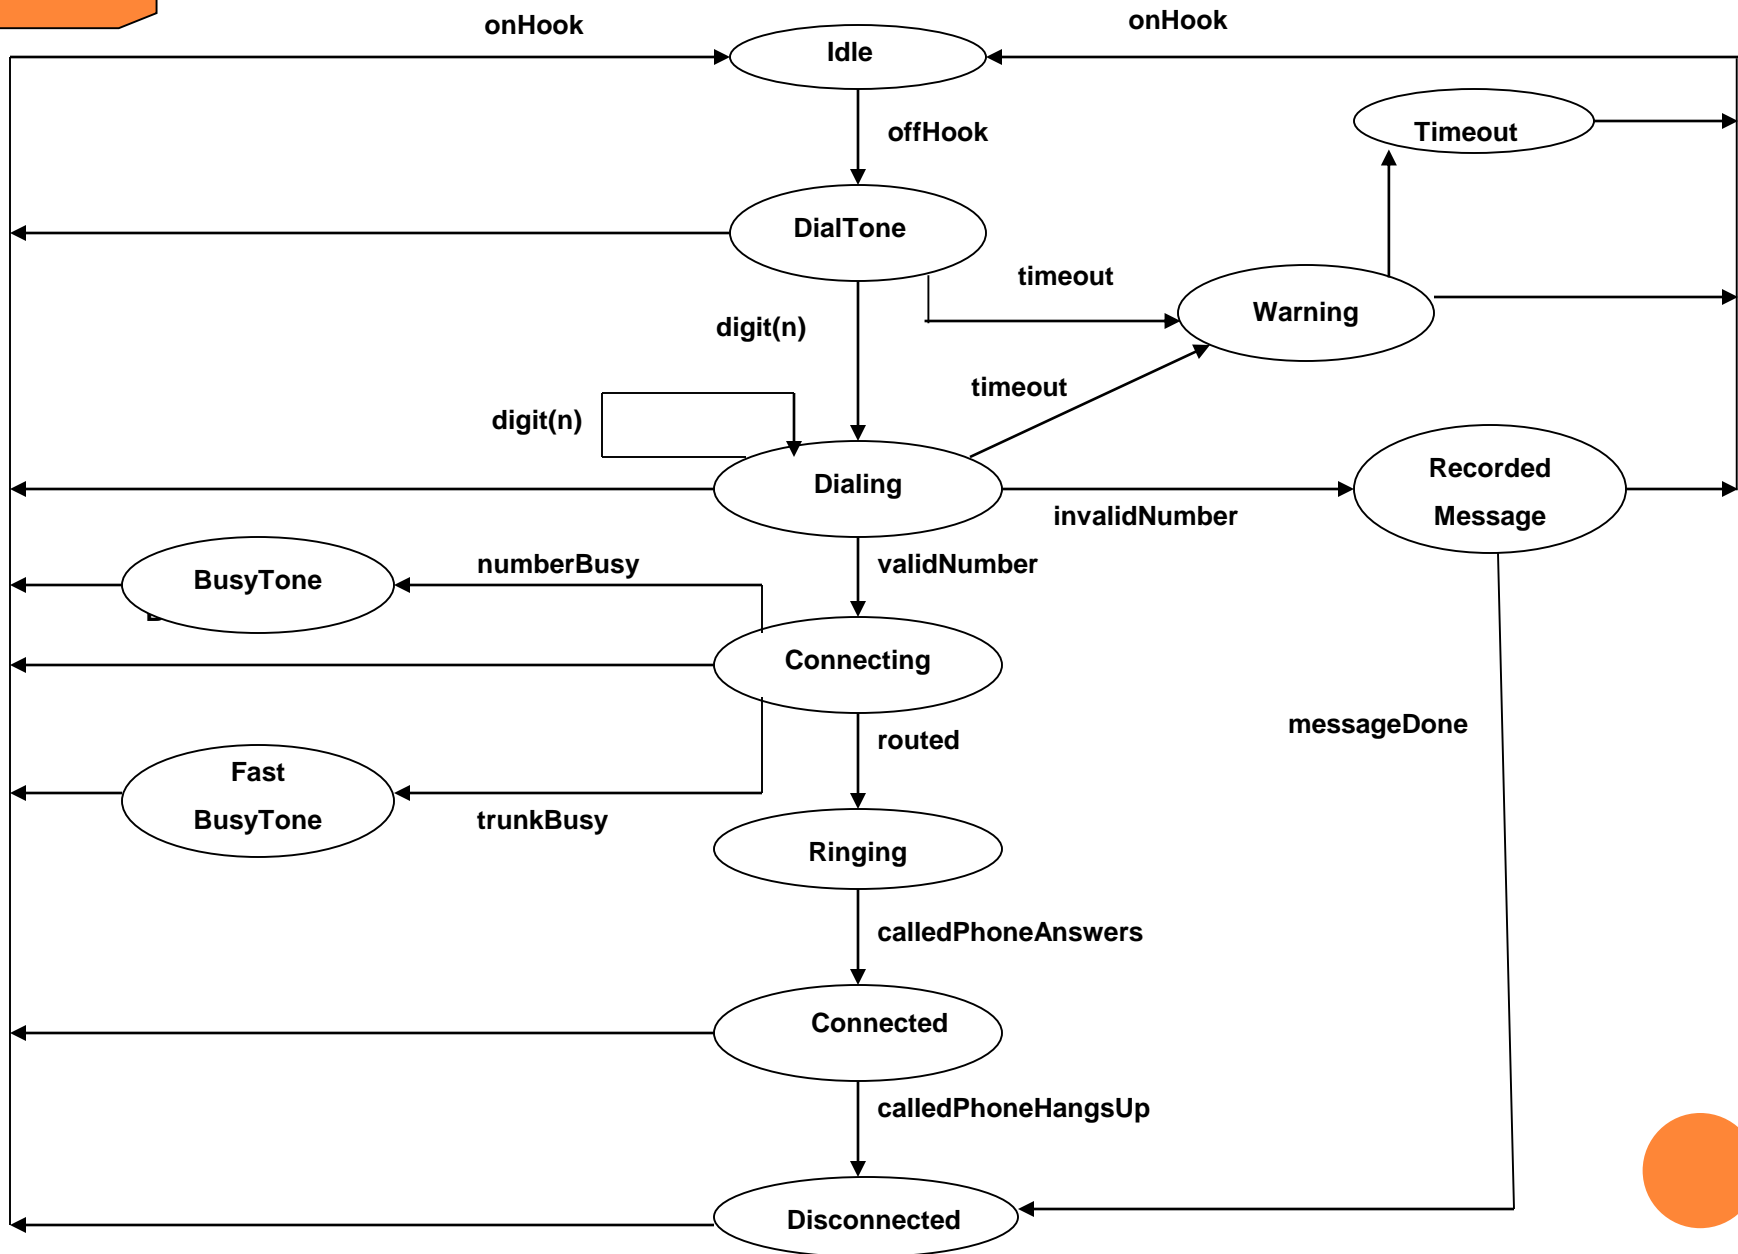 onHook
onHook
Idle
offHook
Timeout
DialTone
timeout
Warning
digit(n)
timeout
digit(n)
Recorded
Message
Dialing
invalidNumber
numberBusy
validNumber
BusyTone
Connecting
messageDone
routed
Fast
BusyTone
trunkBusy
Ringing
calledPhoneAnswers
Connected
calledPhoneHangsUp
Disconnected